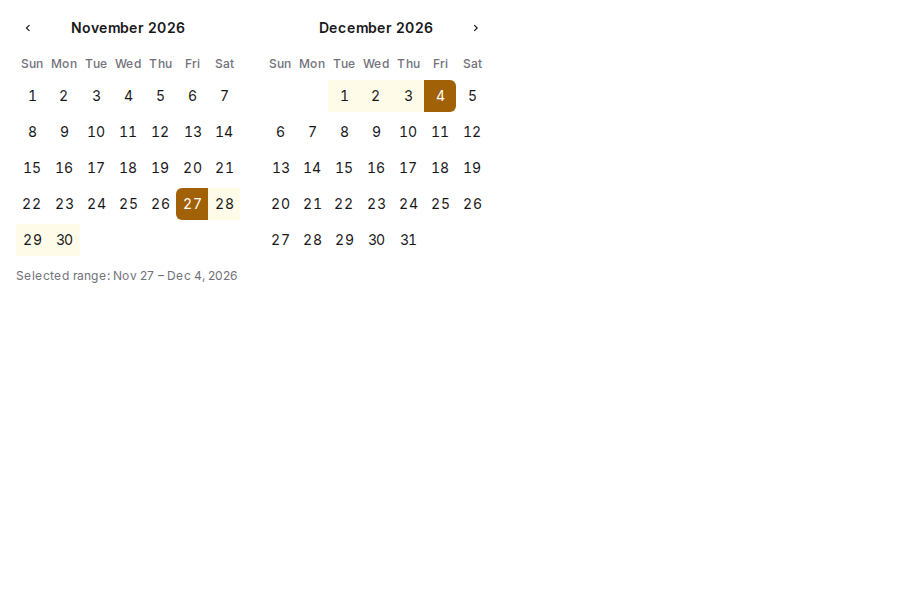 ‹ November 2026
Sun Mon Tue Wed Thu Fri Sat
1 2 3 4 5 6 7
8 9 10 11 12 13 14
15 16 17 18 19 20 21
22 23 24 25 26 27 28
29 30
December 2026 ›
Sun Mon Tue Wed Thu Fri Sat
1 2 3 4 5
6 7 8 9 10 11 12
13 14 15 16 17 18 19
20 21 22 23 24 25 26
27 28 29 30 31
Selected range: Nov 27 – Dec 4, 2026